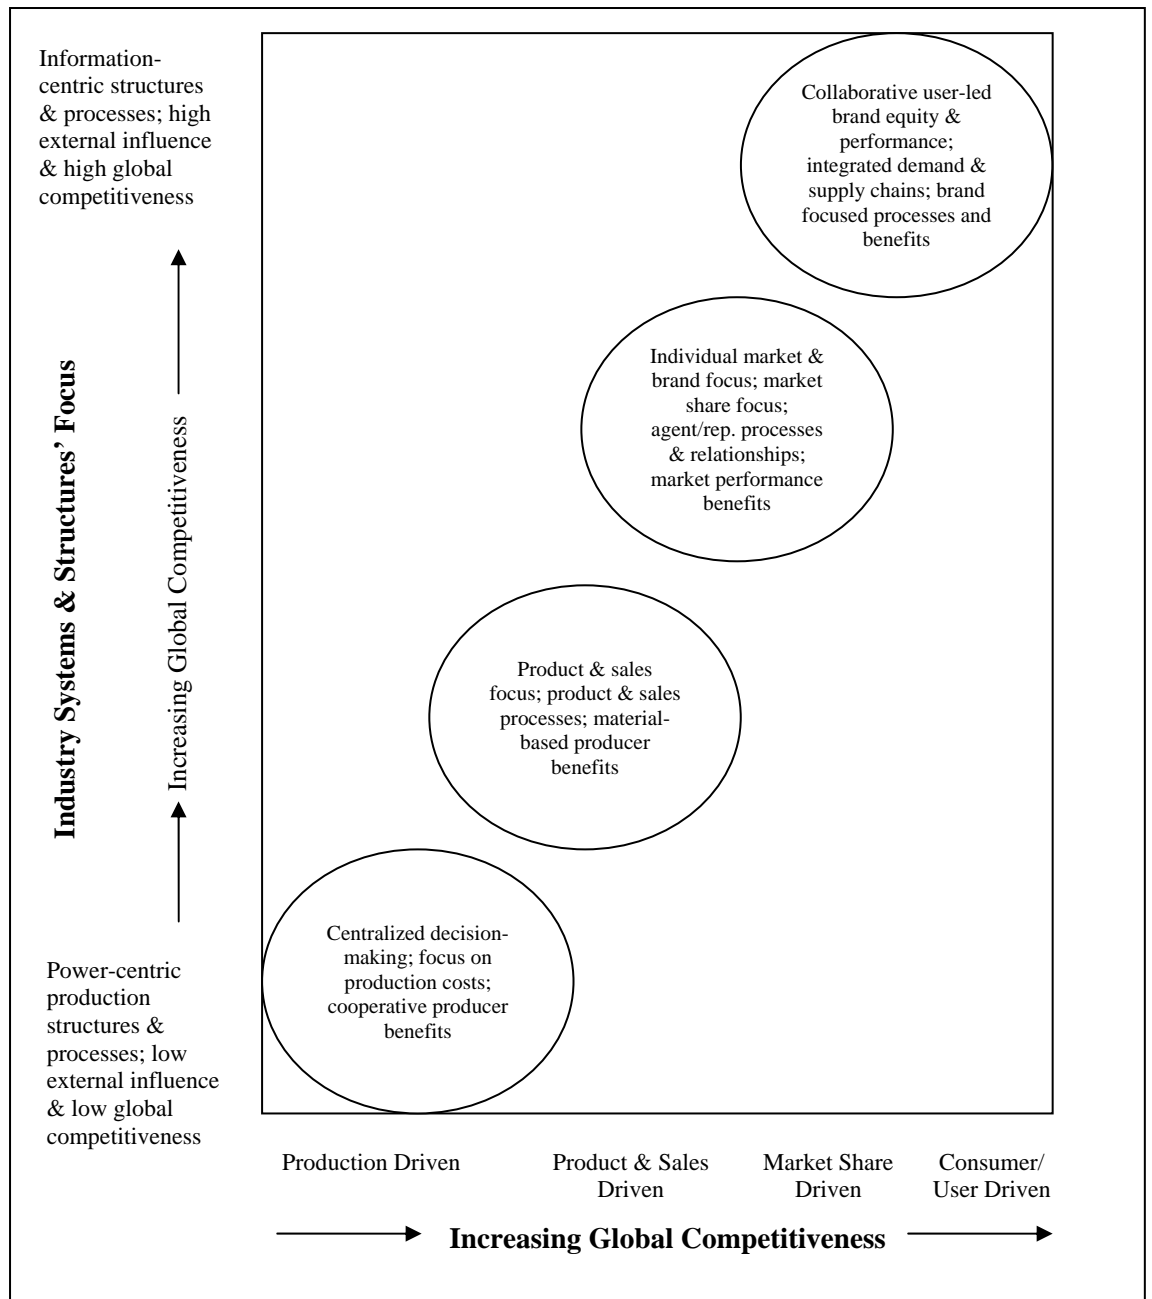 Information-
centric structures
& processes; high
external influence
& high global
competitiveness
Collaborative user-led
brand equity &
performance;
integrated demand &
supply chains; brand
focused processes and
benefits
Individual market &
brand focus; market
share focus;
agent/rep. processes
& relationships;
market performance
benefits
Industry Systems & Structures’ Focus
Increasing Global Competitiveness
Product & sales
focus; product & sales
processes; material-
based producer
benefits
Centralized decision-
making; focus on
production costs;
cooperative producer
benefits
Power-centric
production
structures &
processes; low
external influence
& low global
competitiveness
Production Driven
Product & Sales
Driven
Market Share
Driven
Consumer/
User Driven
Increasing Global Competitiveness